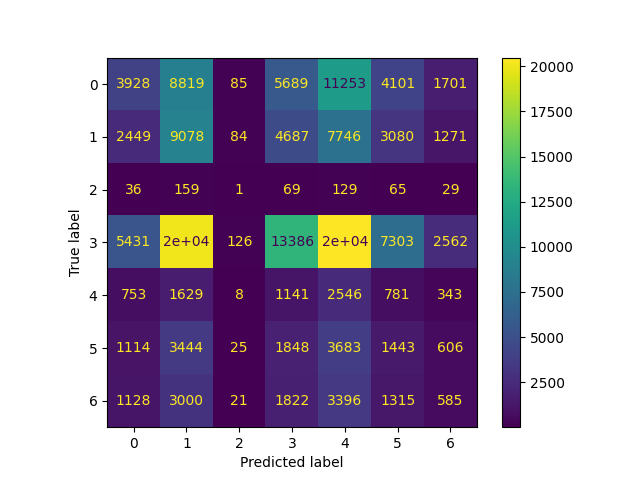 0 3928 8819 85 5689 11253 4101 1701
1 2449 9078 84 4687 7746 3080 1271
2 36 159 1 69 129 65 29
3 5431 2e+04 126 13386 2e+04 7303 2562
4 753 1629 8 1141 2546 781 343
5 1114 3444 25 1848 3683 1443 606
6 1128 3000 21 1822 3396 1315 585
0 1 2 3 4 5 6
Predicted label
True label
20000
17500
15000
12500
10000
7500
5000
2500